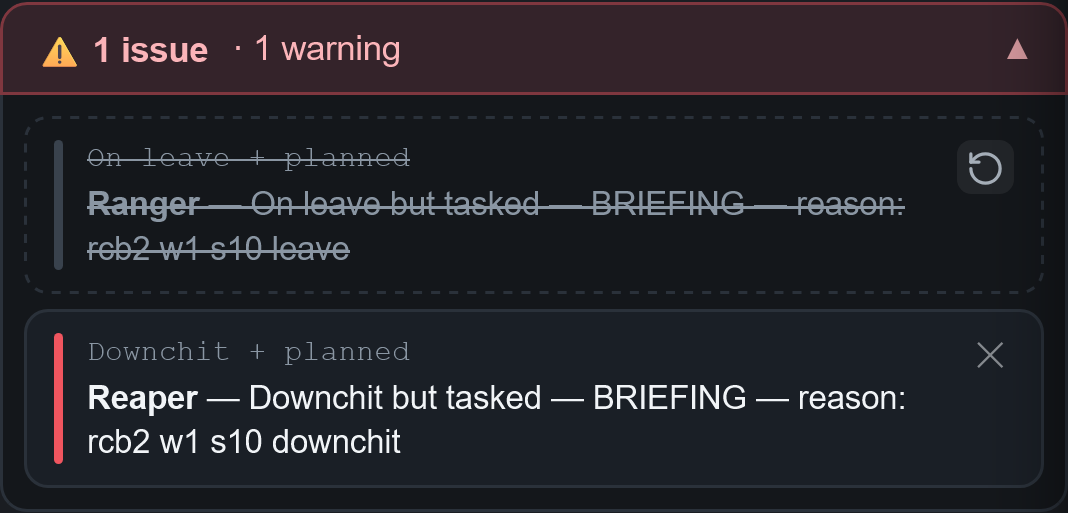 ⚠️ 1 issue · 1 warning ▲
On leave + planned
Ranger — On leave but tasked — BRIEFING — reason:
rcb2 w1 s10 leave
Downchit + planned
Reaper — Downchit but tasked — BRIEFING — reason:
rcb2 w1 s10 downchit